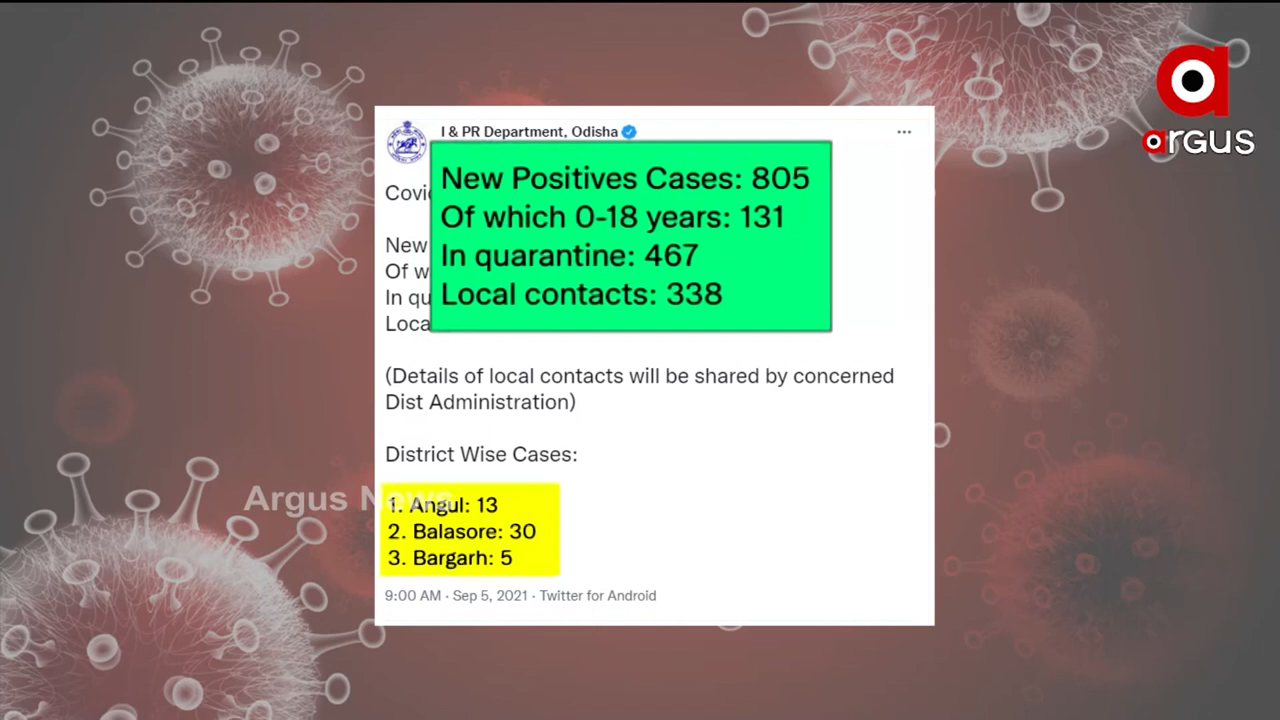 argus
I & PR Department, Odisha
Covi
New Positives Cases: 805
Of which 0-18 years: 131
In quarantine: 467
Local contacts: 338
New
Of w
In qu
Loca
(Details of local contacts will be shared by concerned
Dist Administration)
District Wise Cases:
Argus News
1. Angul: 13
2. Balasore: 30
3. Bargarh: 5
9:00 AM · Sep 5, 2021 · Twitter for Android